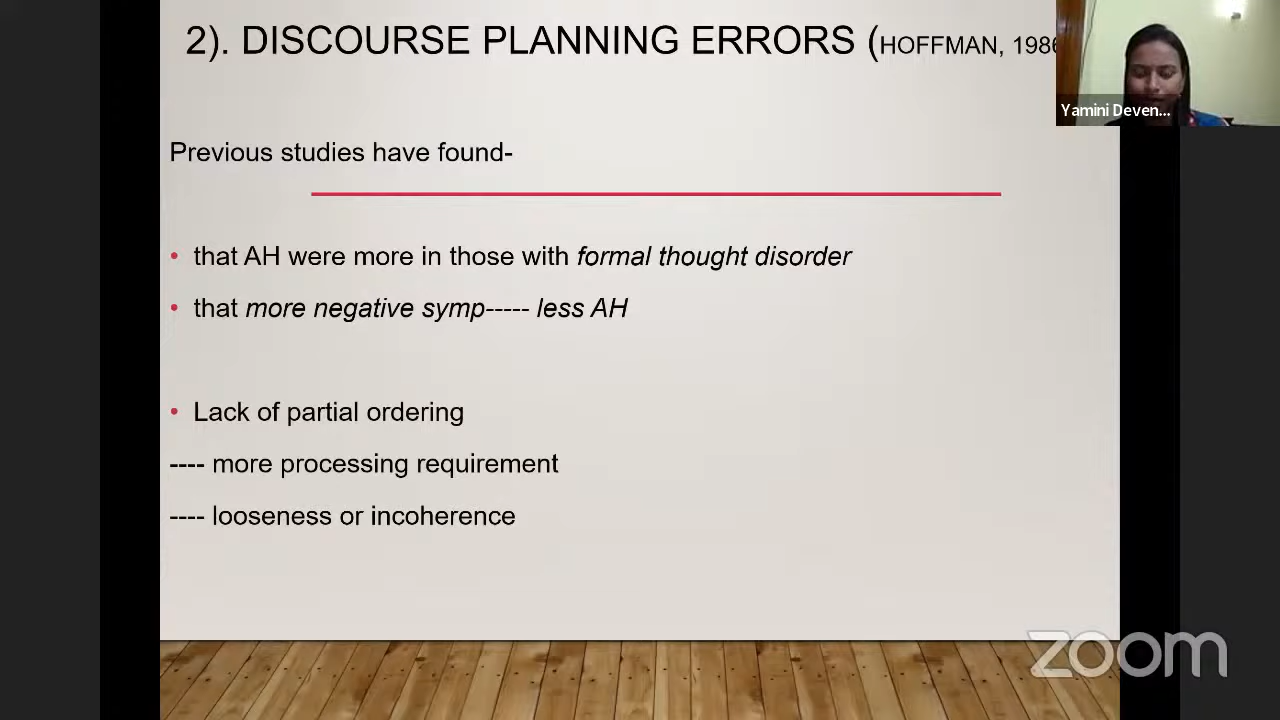 2). DISCOURSE PLANNING ERRORS (HOFFMAN, 1986
Yamini Deven...
Previous studies have found-
• that AH were more in those with formal thought disorder
• that more negative symp----- less AH
• Lack of partial ordering
---- more processing requirement
---- looseness or incoherence
zoom